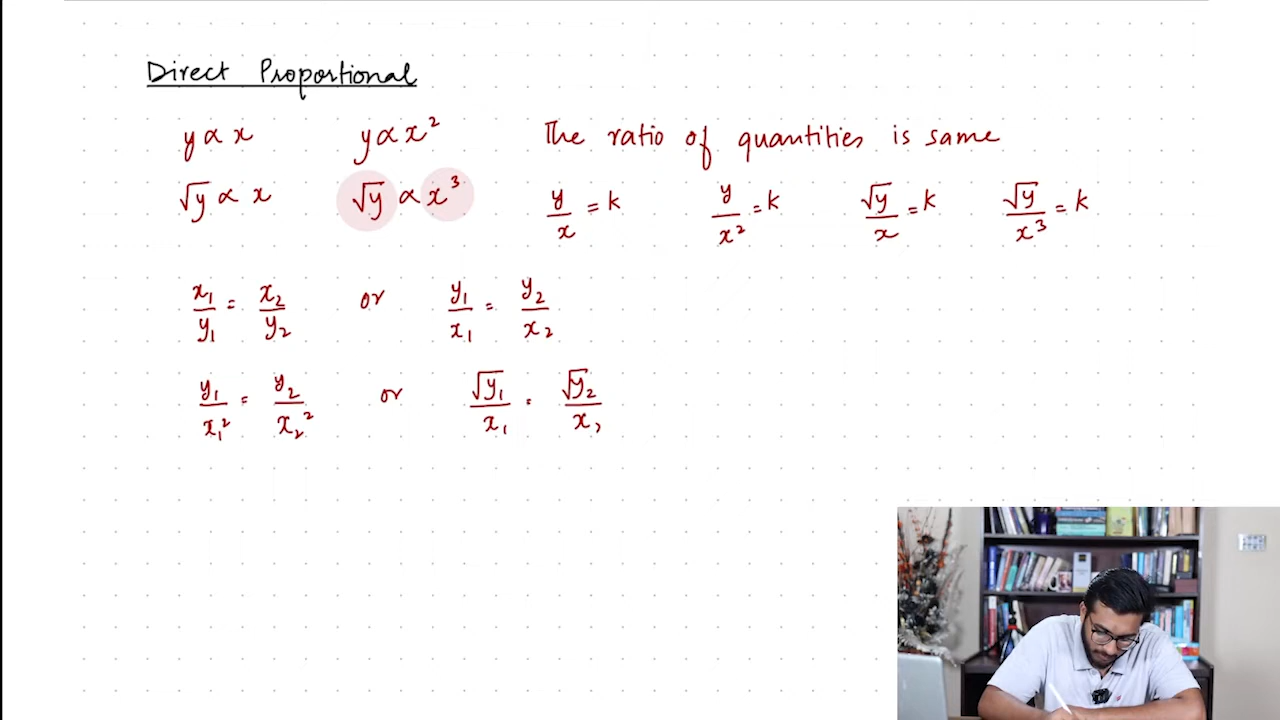 Direct Proportional
y ∝ x    y ∝ x²    The ratio of quantities is same
√y ∝ x    √y ∝ x³    y/x = k    y/x² = k    √y/x = k    √y/x³ = k
x₁/y₁ = x₂/y₂    or    y₁/x₁ = y₂/x₂
y₁/x₁² = y₂/x₂²    or    √y₁/x₁ = √y₂/x₂